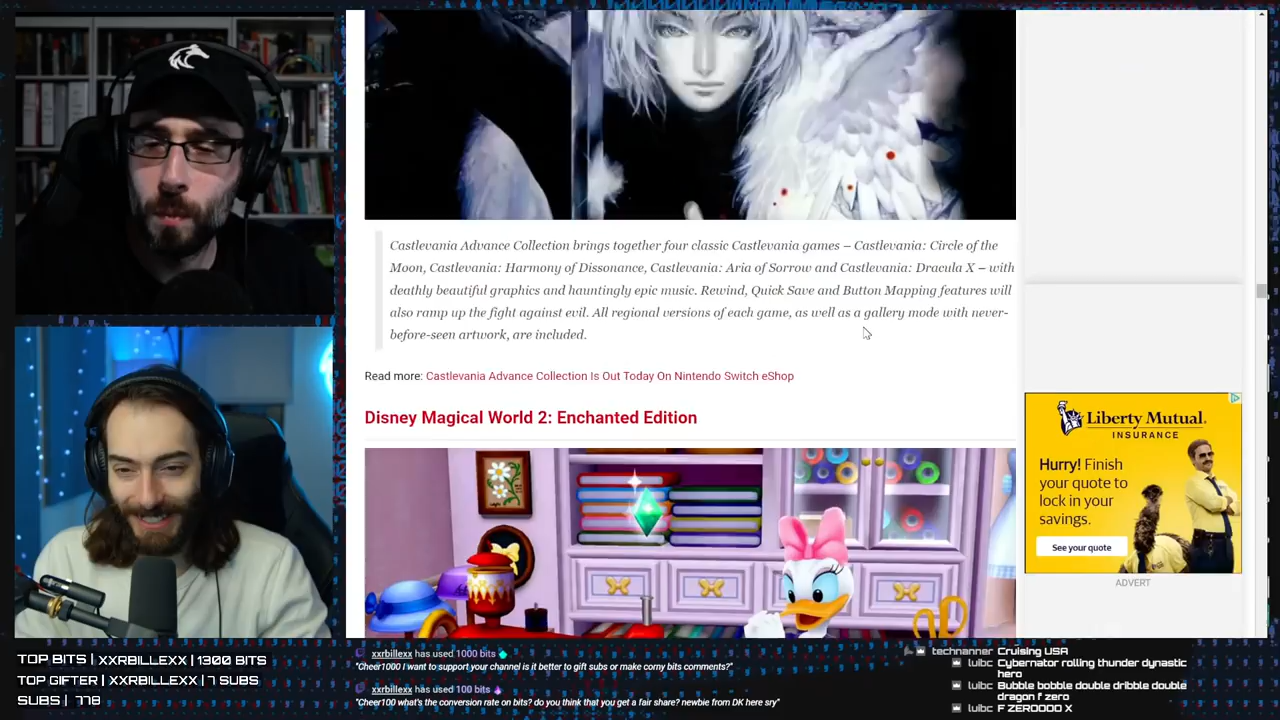 Castlevania Advance Collection brings together four classic Castlevania games – Castlevania: Circle of the
Moon, Castlevania: Harmony of Dissonance, Castlevania: Aria of Sorrow and Castlevania: Dracula X – with
deathly beautiful graphics and hauntingly epic music. Rewind, Quick Save and Button Mapping features will
also ramp up the fight against evil. All regional versions of each game, as well as a gallery mode with never-
before-seen artwork, are included.
Read more: Castlevania Advance Collection Is Out Today On Nintendo Switch eShop
Disney Magical World 2: Enchanted Edition
Liberty Mutual.
INSURANCE
Hurry! Finish
your quote to
lock in your
savings.
See your quote
ADVERT
TOP BITS | XXRBILLEXX | 1300 BITS
TOP GIFTER | XXRBILLEXX | 7 SUBS
SUBS | 778
xxrbillexx has used 1000 bits
"Cheer1000 I want to support your channel is it better to gift subs or make corny bits comments?"
xxrbillexx has used 100 bits
"Cheer100 what's the conversion rate on bits? do you think that you get a fair share? newbie from DK here sry"
technanner Cruising USA
luibc Cybernator rolling thunder dynastic
hero
luibc Bubble bobble double dribble double
dragon f zero
luibc F ZEROOOO X